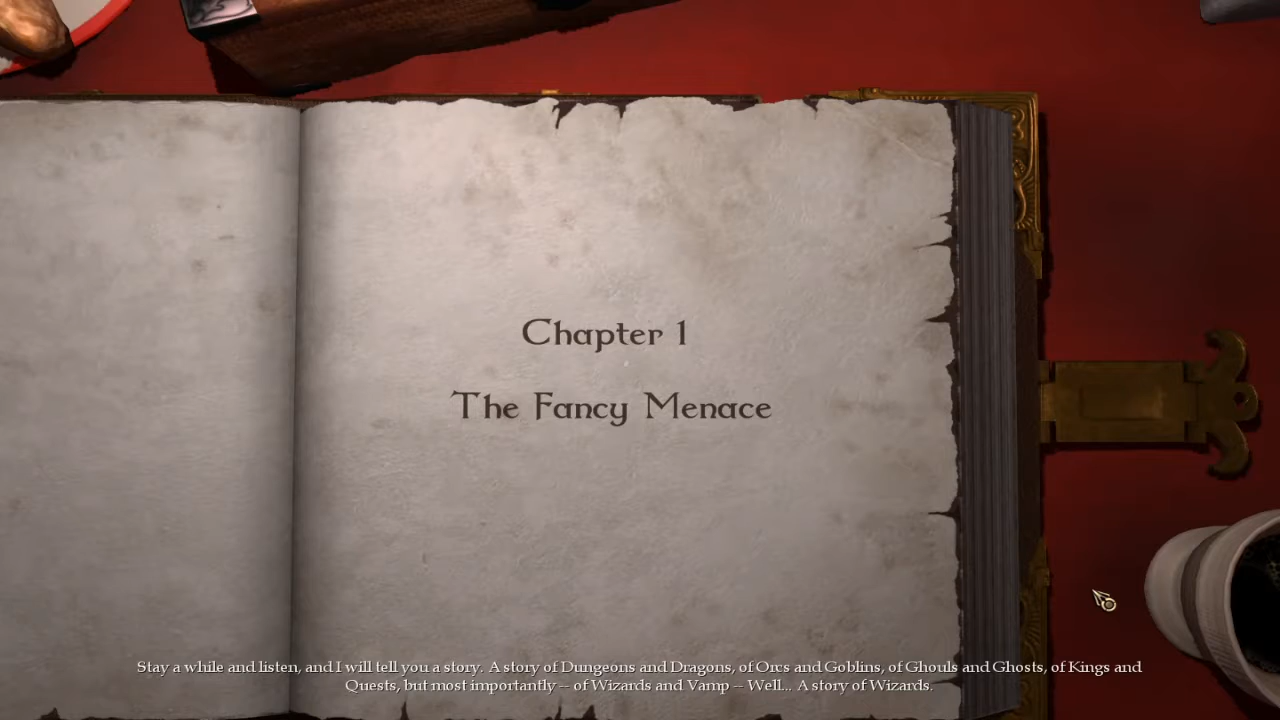 Chapter 1
The Fancy Menace
Stay a while and listen, and I will tell you a story. A story of Dungeons and Dragons, of Orcs and Goblins, of Ghouls and Ghosts, of Kings and
Quests, but most importantly -- of Wizards and Vamp -- Well... A story of Wizards.